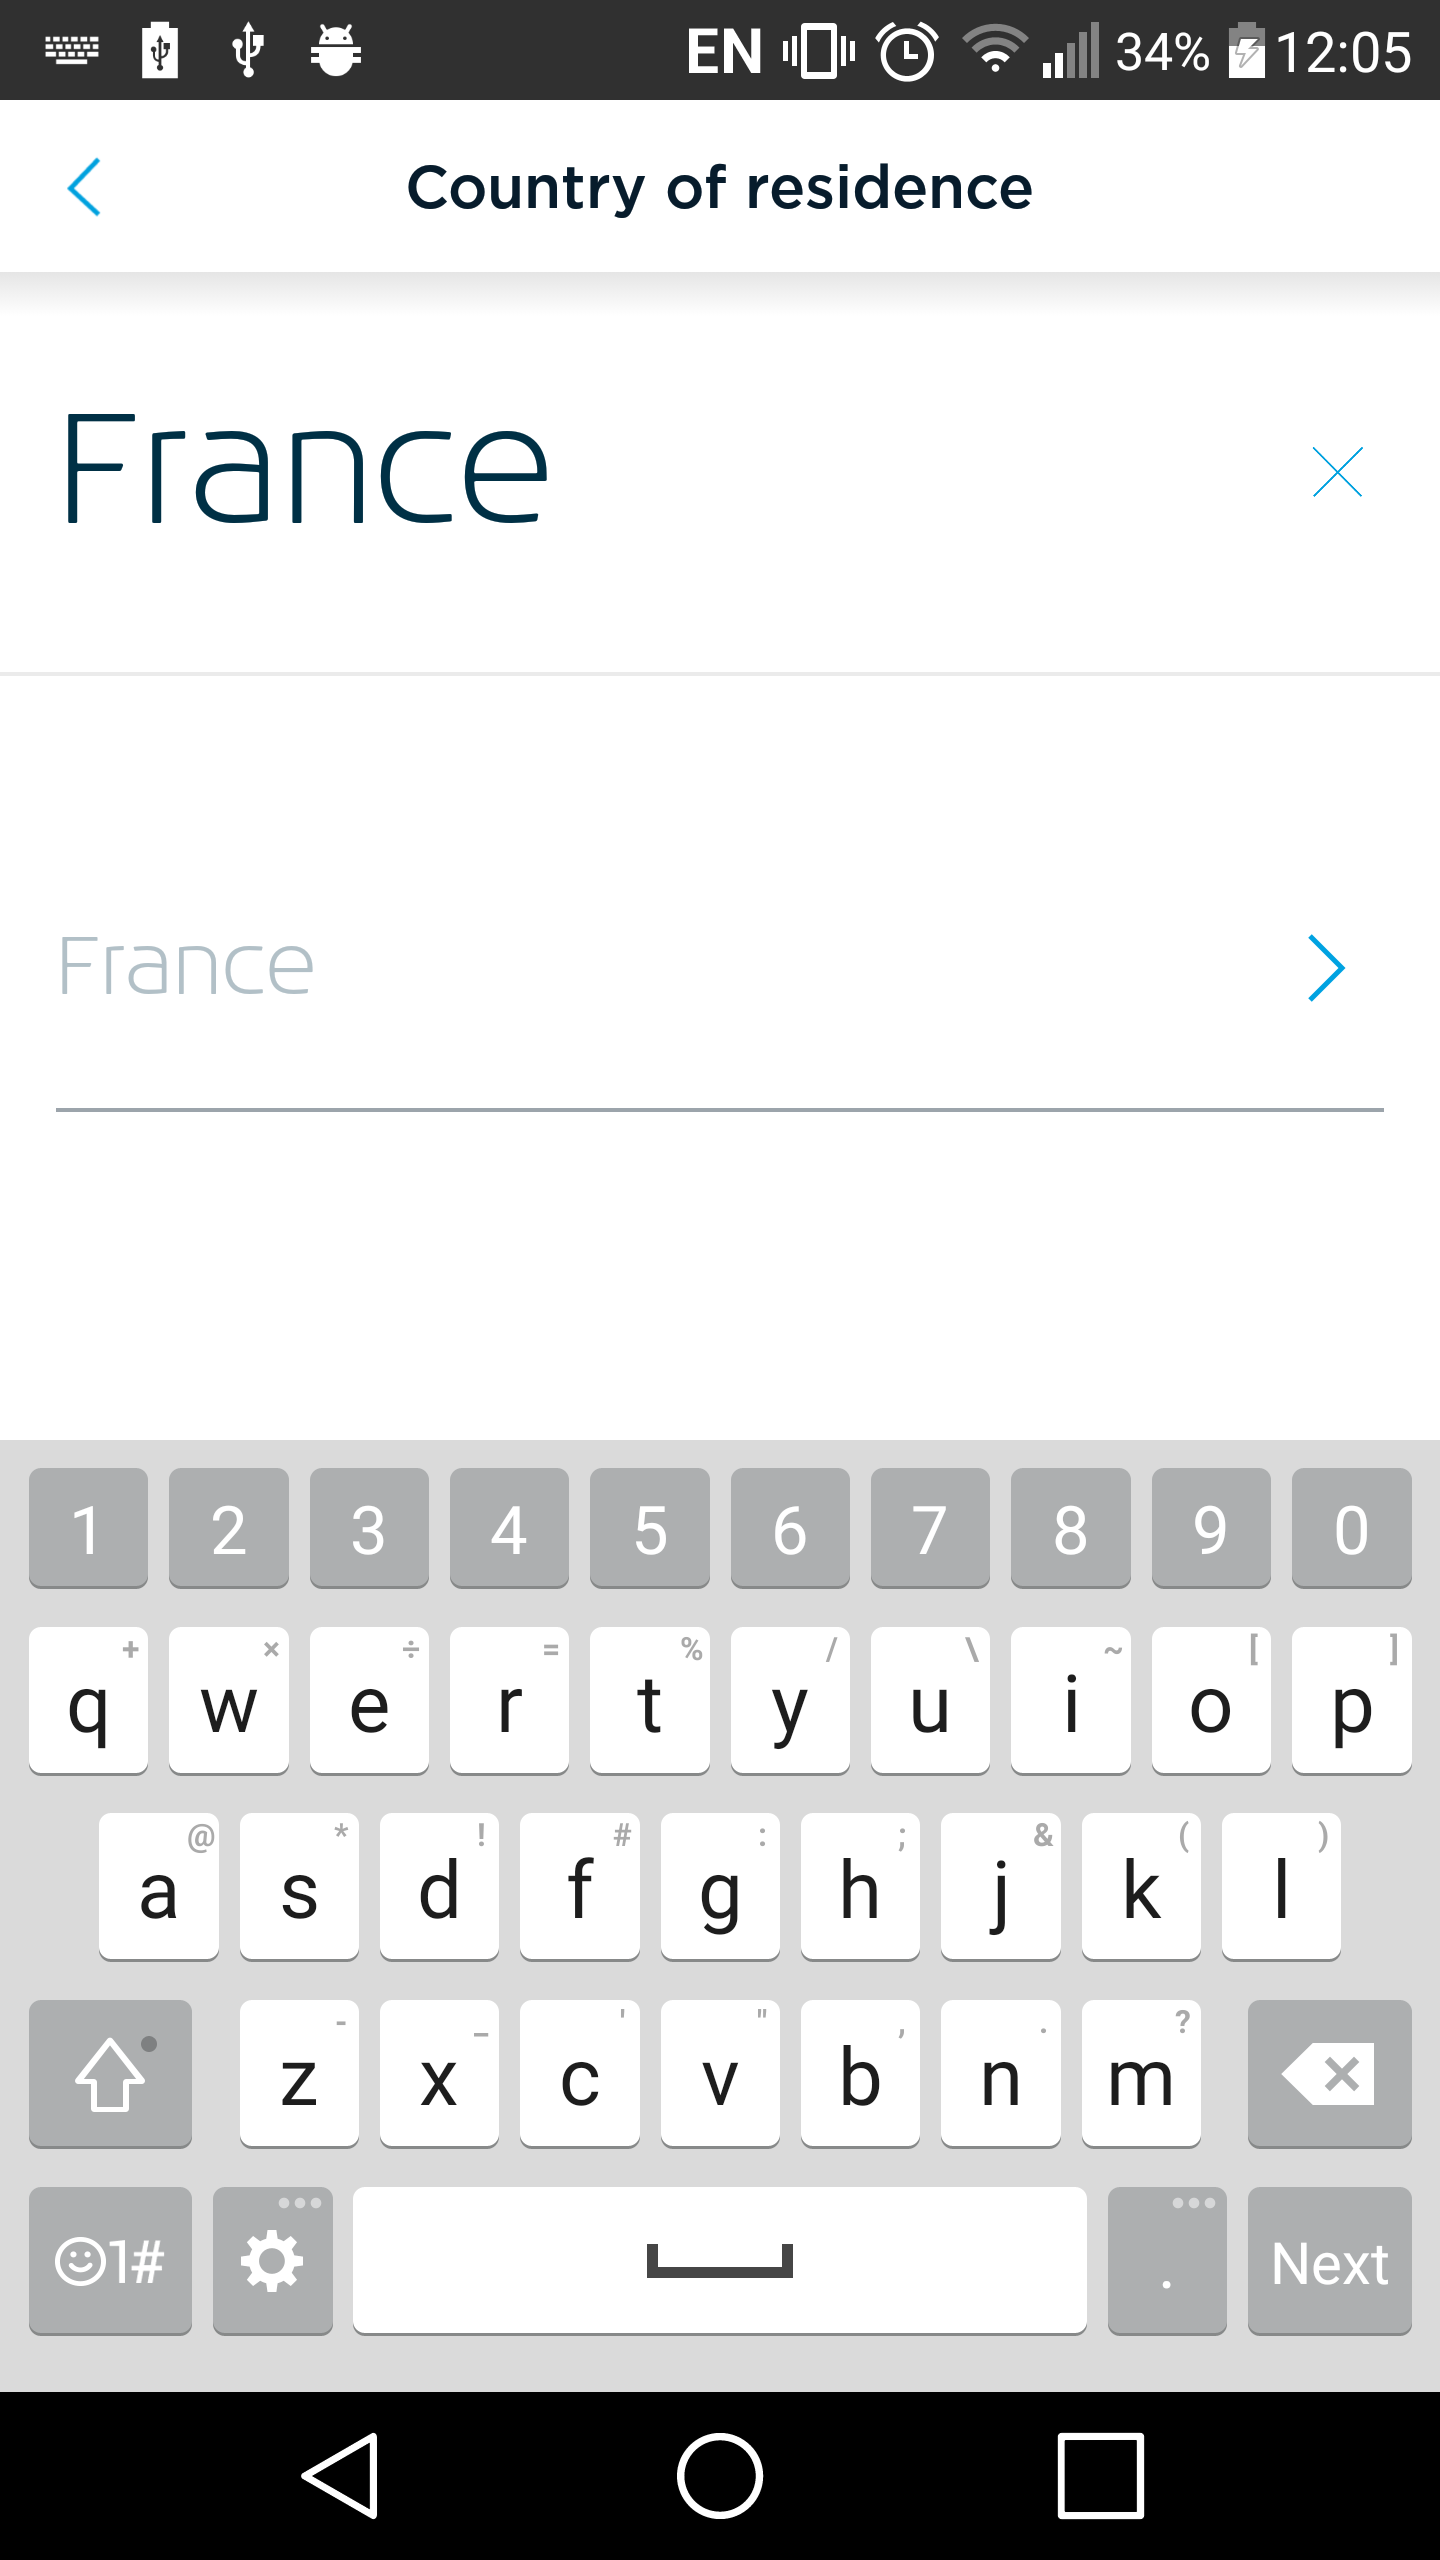 EN 34% 12:05
Country of residence
France
France
1 2 3 4 5 6 7 8 9 0
+ × ÷ = % / \ ~ [ ]
q w e r t y u i o p
@ * ! # : ; & ( )
a s d f g h j k l
- _ ' " , . ?
z x c v b n m
1# . Next